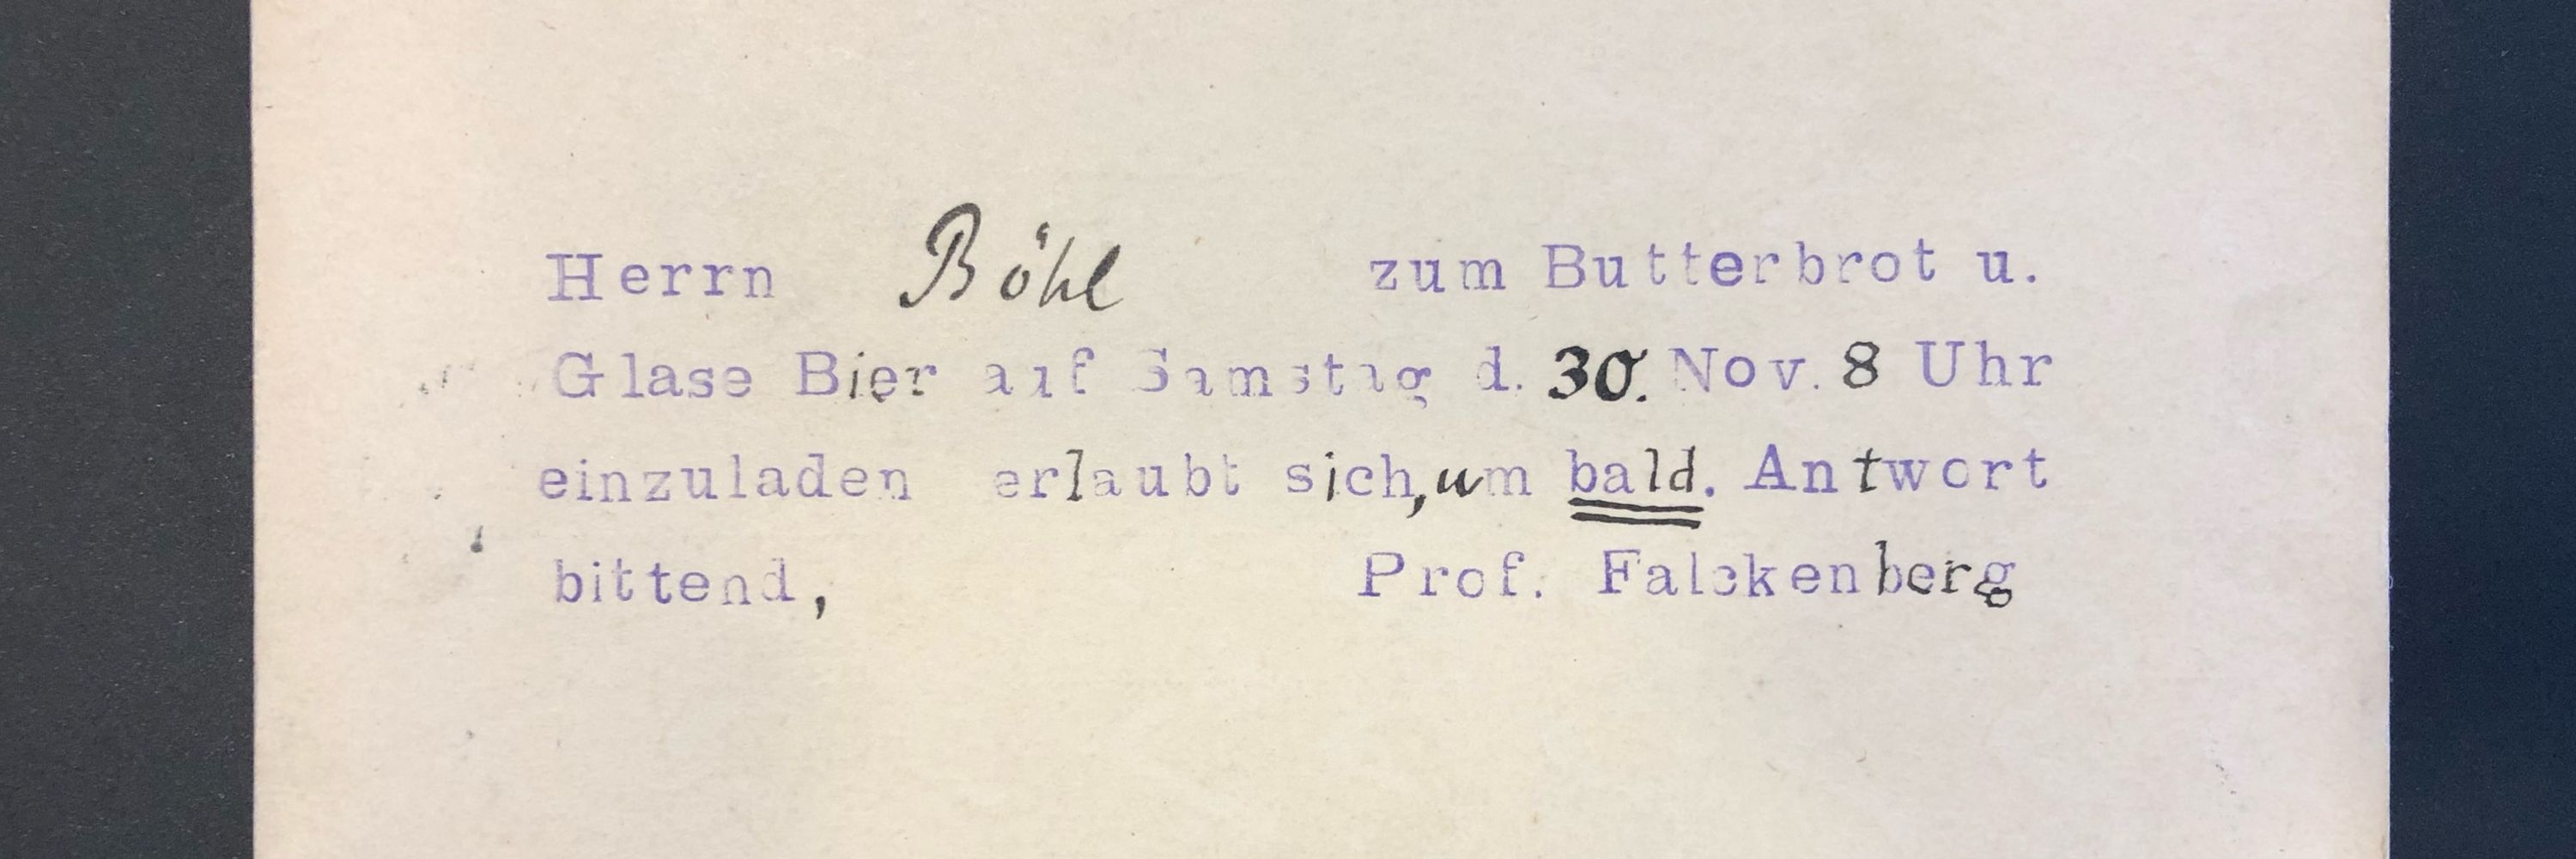 Herrn Böhl zum Butterbrot u.
Glase Bier auf Samstag d. 30. Nov. 8 Uhr
einzuladen erlaubt sich, um bald. Antwort
bittend, Prof. Falckenberg